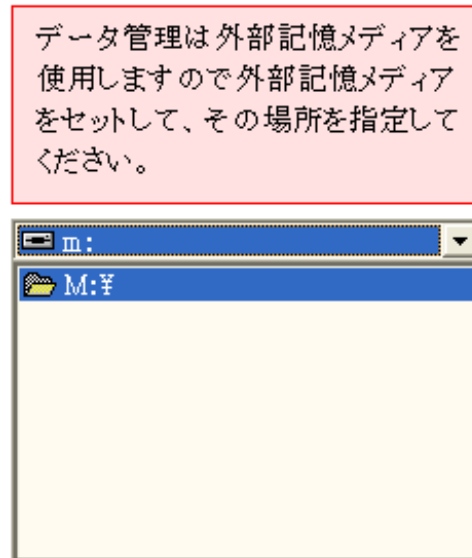 データ管理は外部記憶メディアを
使用しますので外部記憶メディア
をセットして、その場所を指定して
ください。
m:
M:¥